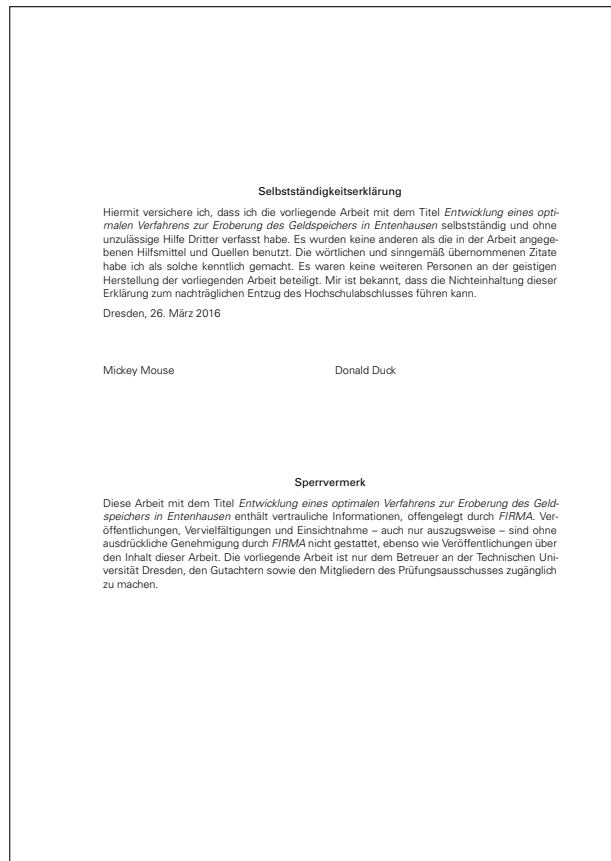 Selbstständigkeitserklärung
Hiermit versichere ich, dass ich die vorliegende Arbeit mit dem Titel Entwicklung eines opti-
malen Verfahrens zur Eroberung des Geldspeichers in Entenhausen selbstständig und ohne
unzulässige Hilfe Dritter verfasst habe. Es wurden keine anderen als die in der Arbeit angege-
benen Hilfsmittel und Quellen benutzt. Die wörtlichen und sinngemäß übernommenen Zitate
habe ich als solche kenntlich gemacht. Es waren keine weiteren Personen an der geistigen
Herstellung der vorliegenden Arbeit beteiligt. Mir ist bekannt, dass die Nichteinhaltung dieser
Erklärung zum nachträglichen Entzug des Hochschulabschlusses führen kann.
Dresden, 26. März 2016
Mickey Mouse Donald Duck
Sperrvermerk
Diese Arbeit mit dem Titel Entwicklung eines optimalen Verfahrens zur Eroberung des Geld-
speichers in Entenhausen enthält vertrauliche Informationen, offengelegt durch FIRMA. Ver-
öffentlichungen, Vervielfältigungen und Einsichtnahme – auch nur auszugsweise – sind ohne
ausdrückliche Genehmigung durch FIRMA nicht gestattet, ebenso wie Veröffentlichungen über
den Inhalt dieser Arbeit. Die vorliegende Arbeit ist nur dem Betreuer an der Technischen Uni-
versität Dresden, den Gutachtern sowie den Mitgliedern des Prüfungsausschusses zugänglich
zu machen.